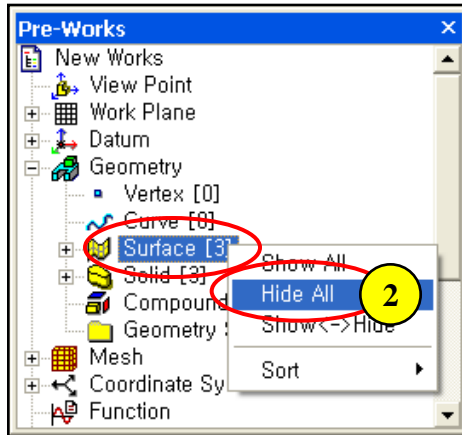 Pre-Works
New Works
View Point
Work Plane
Datum
Geometry
Vertex [0]
Curve [0]
Surface [3]
Show All
Solid [3]
Hide All
2
Compound
Show<->Hide
Geometry
Mesh
Sort
Coordinate Sy
Function